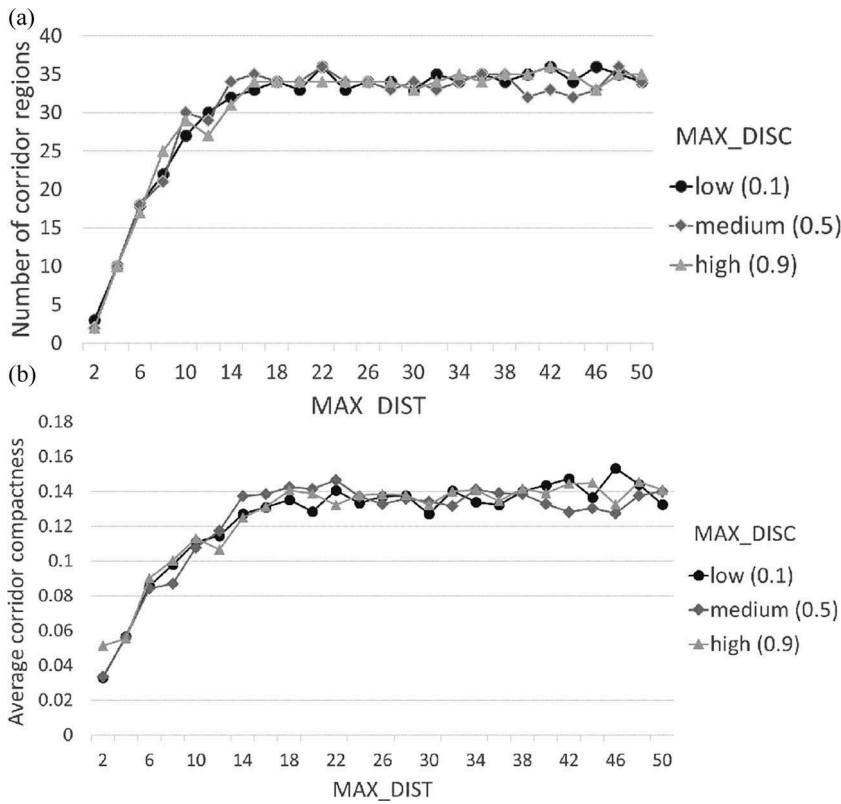 (a)
Number of corridor regions
40
35
30
25
20
15
10
5
0
2 6 10 14 18 22 26 30 34 38 42 46 50
MAX_DIST
MAX_DISC
low (0.1)
medium (0.5)
high (0.9)
(b)
Average corridor compactness
0.18
0.16
0.14
0.12
0.1
0.08
0.06
0.04
0.02
0
2 6 10 14 18 22 26 30 34 38 42 46 50
MAX_DIST
MAX_DISC
low (0.1)
medium (0.5)
high (0.9)